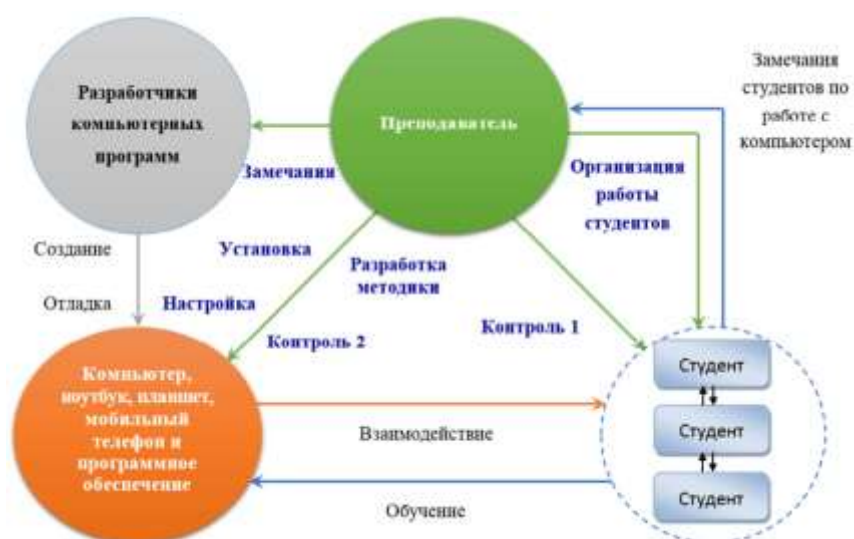 Разработчики
компьютерных
программ
Преподаватель
Замечания
студентов по
работе с
компьютером
Замечания
Организация
работы
студентов
Создание
Установка
Разработка
методики
Отладка
Настройка
Контроль 2
Контроль 1
Компьютер,
ноутбук, планшет,
мобильный
телефон и
программное
обеспечение
Студент
Студент
Студент
Взаимодействие
Обучение